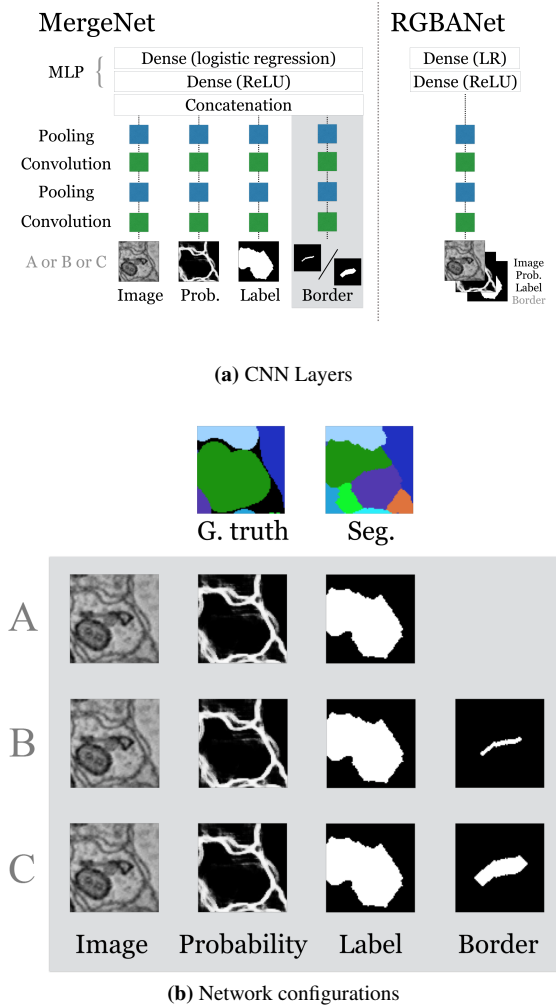 MergeNet
RGBANet
MLP {
Dense (logistic regression)
Dense (ReLU)
Concatenation
Dense (LR)
Dense (ReLU)
Pooling
Convolution
Pooling
Convolution
A or B or C
Image
Prob.
Label
Border
Image
Prob.
Label
Border
(a) CNN Layers
G. truth
Seg.
A
B
C
Image
Probability
Label
Border
(b) Network configurations